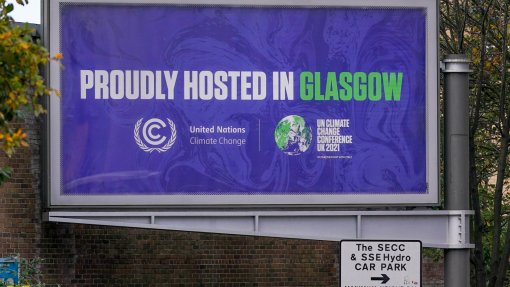 PROUDLY HOSTED IN GLASGOW
United Nations
Climate Change
UN CLIMATE
CHANGE
CONFERENCE
UK 2021
The SECC
& SSE Hydro
CAR PARK